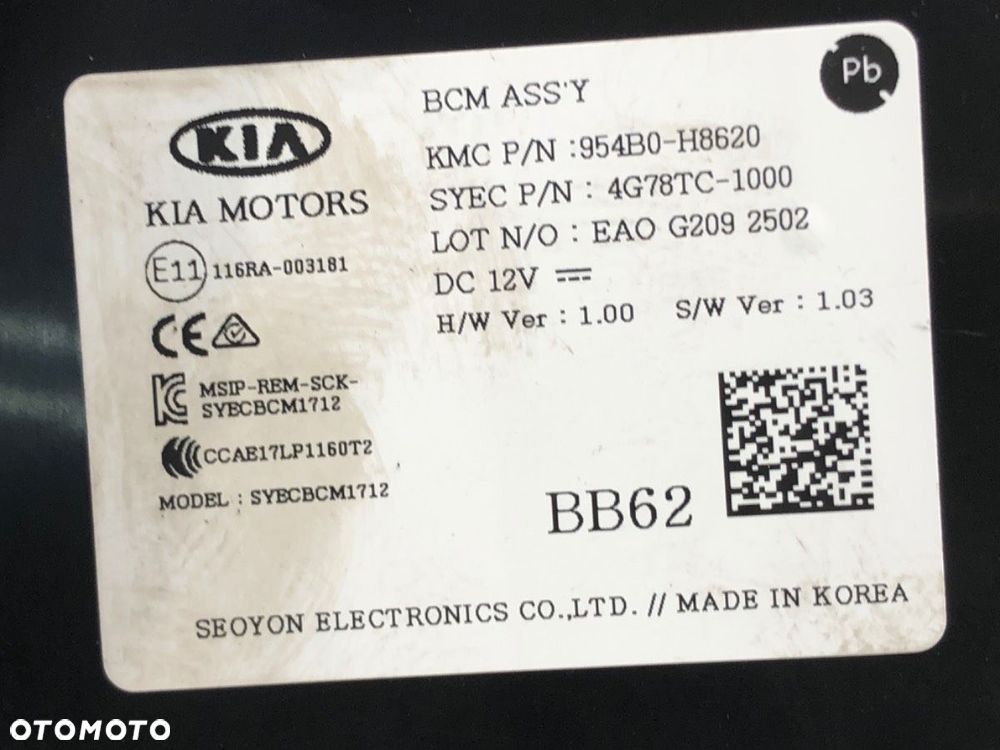 KIA
KIA MOTORS
E11 116RA-003181
CE
MSIP-REM-SCK-
SYECBCM1712
CCAE17LP1160T2
MODEL : SYECBCM1712
BCM ASS'Y
Pb
KMC P/N :954B0-H8620
SYEC P/N : 4G78TC-1000
LOT N/O : EAO G209 2502
DC 12V
H/W Ver : 1.00 S/W Ver : 1.03
BB62
SEOYON ELECTRONICS CO.,LTD. // MADE IN KOREA
OTOMOTO